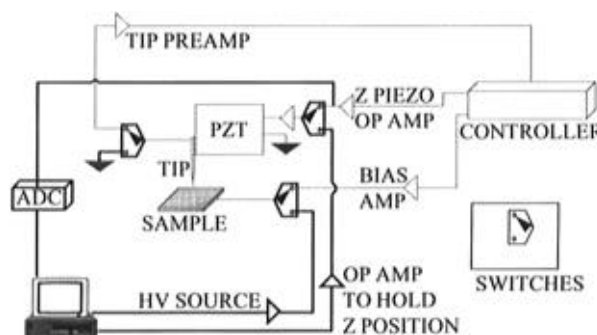 TIP PREAMP
Z PIEZO
OP AMP
CONTROLLER
PZT
TIP
ADC
SAMPLE
BIAS
AMP
SWITCHES
HV SOURCE
OP AMP
TO HOLD
Z POSITION